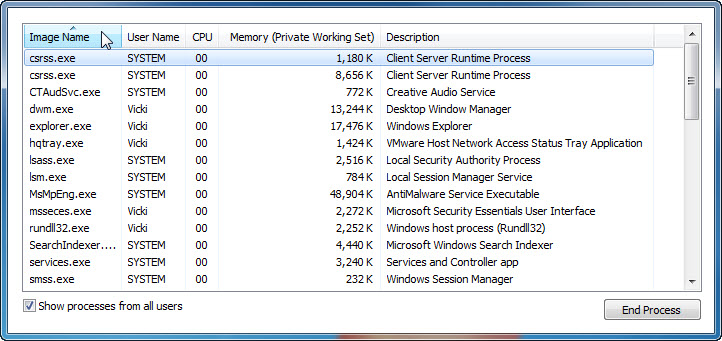 Image Name User Name CPU Memory (Private Working Set) Description
csrss.exe SYSTEM 00 1,180 K Client Server Runtime Process
csrss.exe SYSTEM 00 8,656 K Client Server Runtime Process
CTAudSvc.exe SYSTEM 00 772 K Creative Audio Service
dwm.exe Vicki 00 13,244 K Desktop Window Manager
explorer.exe Vicki 00 17,476 K Windows Explorer
hqtray.exe Vicki 00 1,424 K VMware Host Network Access Status Tray Application
lsass.exe SYSTEM 00 2,516 K Local Security Authority Process
lsm.exe SYSTEM 00 784 K Local Session Manager Service
MsMpEng.exe SYSTEM 00 48,904 K AntiMalware Service Executable
msseces.exe Vicki 00 2,272 K Microsoft Security Essentials User Interface
rundll32.exe Vicki 00 2,252 K Windows host process (Rundll32)
SearchIndexer.... SYSTEM 00 4,440 K Microsoft Windows Search Indexer
services.exe SYSTEM 00 3,240 K Services and Controller app
smss.exe SYSTEM 00 232 K Windows Session Manager
Show processes from all users End Process